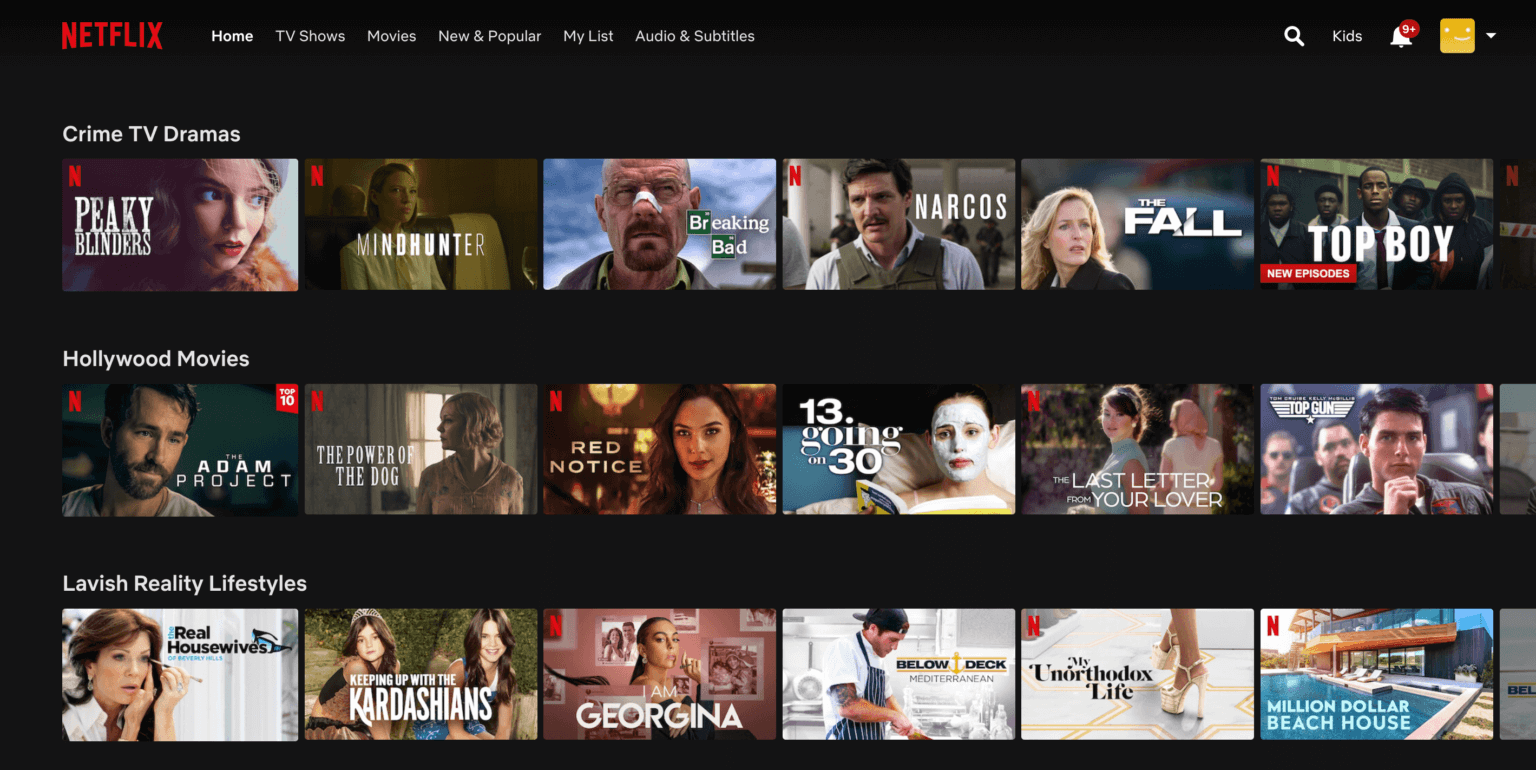 NETFLIX
Home
TV Shows
Movies
New & Popular
My List
Audio & Subtitles
Kids
9+
Crime TV Dramas
N
PEAKY
BLINDERS
N
MINDHUNTER
Breaking
Bad
N
NARCOS
THE
FALL
N
TOP BOY
NEW EPISODES
N
Hollywood Movies
N
TOP
10
THE
ADAM
PROJECT
N
THE POWER OF
THE DOG
N
RED
NOTICE
13.
going
on 30
N
THE LAST LETTER
FROM YOUR LOVER
TOM CRUISE KELLY McGILLIS
TOP GUN
Lavish Reality Lifestyles
the Real
Housewives
OF BEVERLY HILLS
KEEPING UP WITH THE
KARDASHIANS
N
I AM
GEORGINA
BELOW DECK
MEDITERRANEAN
N
My
Unorthodox
Life
N
MILLION DOLLAR
BEACH HOUSE
BEL